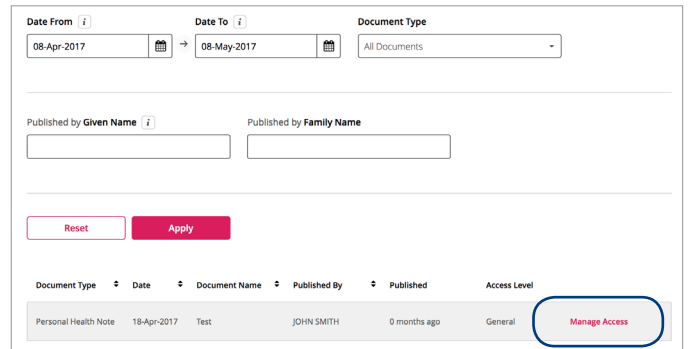 Date From i Date To i Document Type
08-Apr-2017 → 08-May-2017 All Documents
Published by Given Name i Published by Family Name
Reset Apply
Document Type Date Document Name Published By Published Access Level
Personal Health Note 18-Apr-2017 Test JOHN SMITH 0 months ago General Manage Access